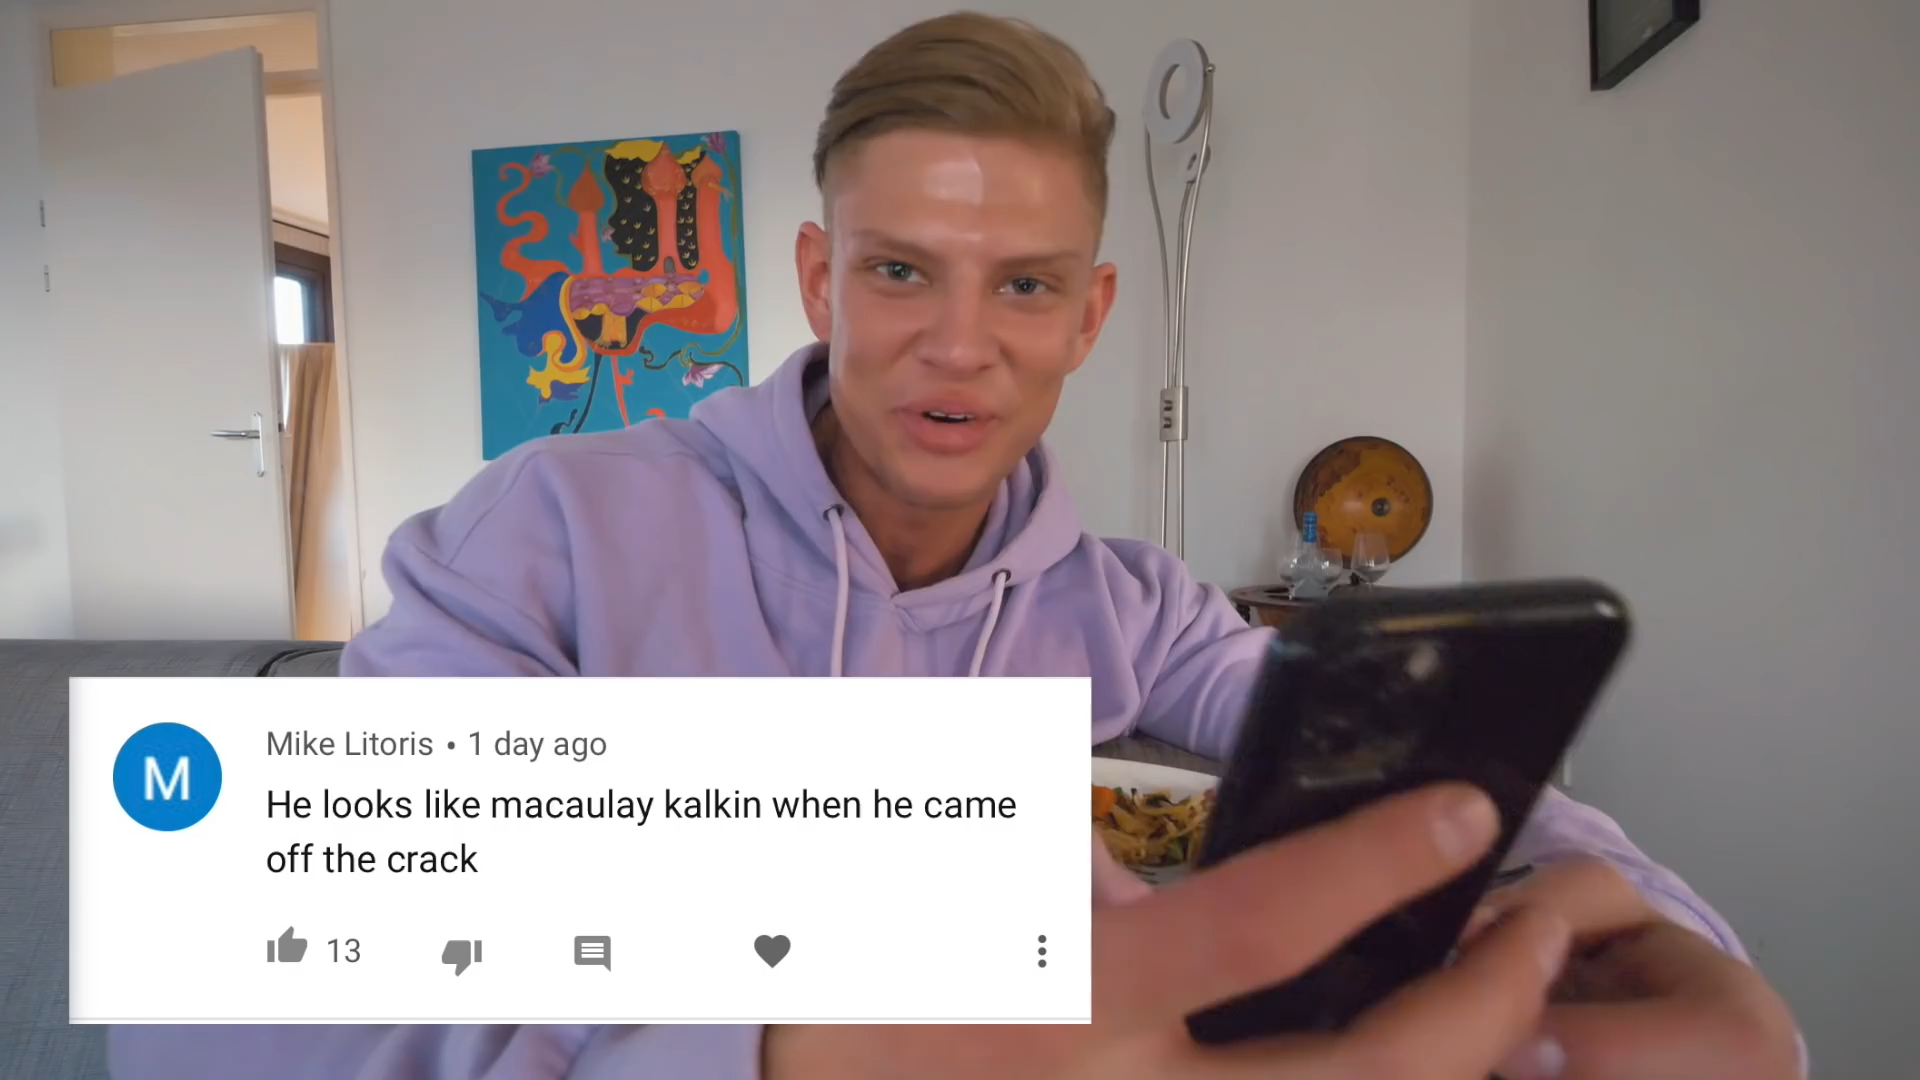 M
Mike Litoris • 1 day ago
He looks like macaulay kalkin when he came
off the crack
13